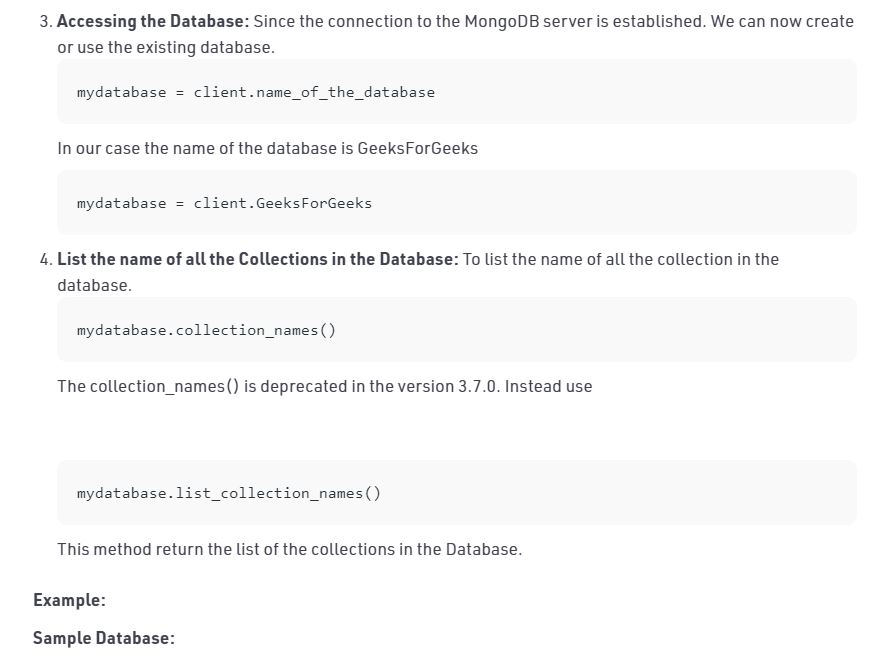 3. Accessing the Database: Since the connection to the MongoDB server is established. We can now create
or use the existing database.
mydatabase = client.name_of_the_database
In our case the name of the database is GeeksForGeeks
mydatabase = client.GeeksForGeeks
4. List the name of all the Collections in the Database: To list the name of all the collection in the
database.
mydatabase.collection_names()
The collection_names() is deprecated in the version 3.7.0. Instead use
mydatabase.list_collection_names()
This method return the list of the collections in the Database.
Example:
Sample Database: